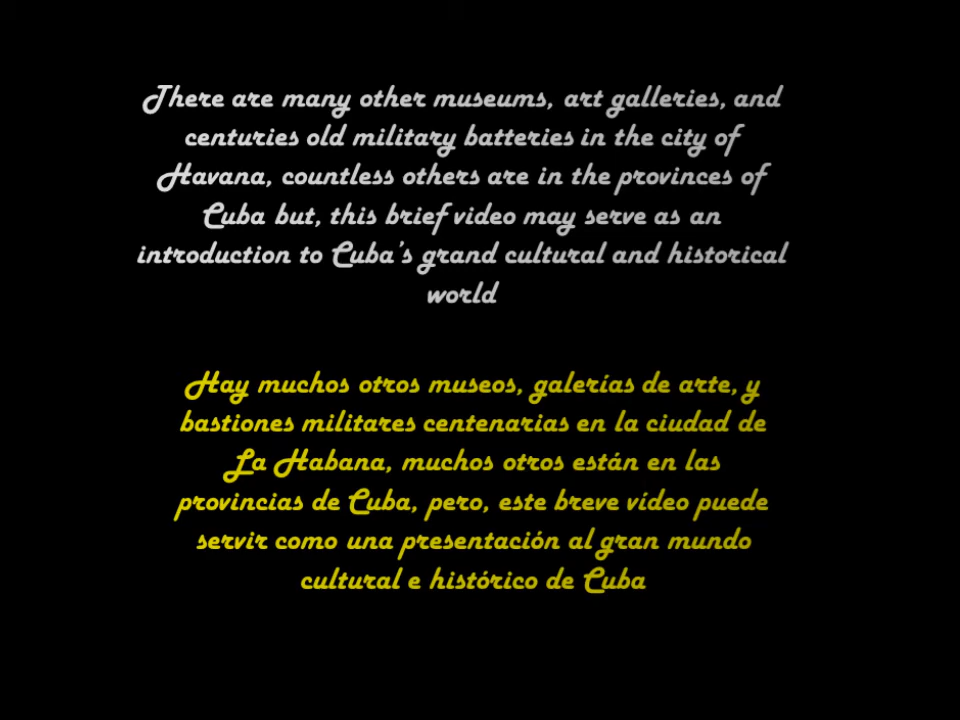 There are many other museums, art galleries, and
centuries old military batteries in the city of
Havana, countless others are in the provinces of
Cuba but, this brief video may serve as an
introduction to Cuba’s grand cultural and historical
world
Hay muchos otros museos, galerías de arte, y
bastiones militares centenarias en la ciudad de
La Habana, muchos otros están en las
provincias de Cuba, pero, este breve vídeo puede
servir como una presentación al gran mundo
cultural e histórico de Cuba